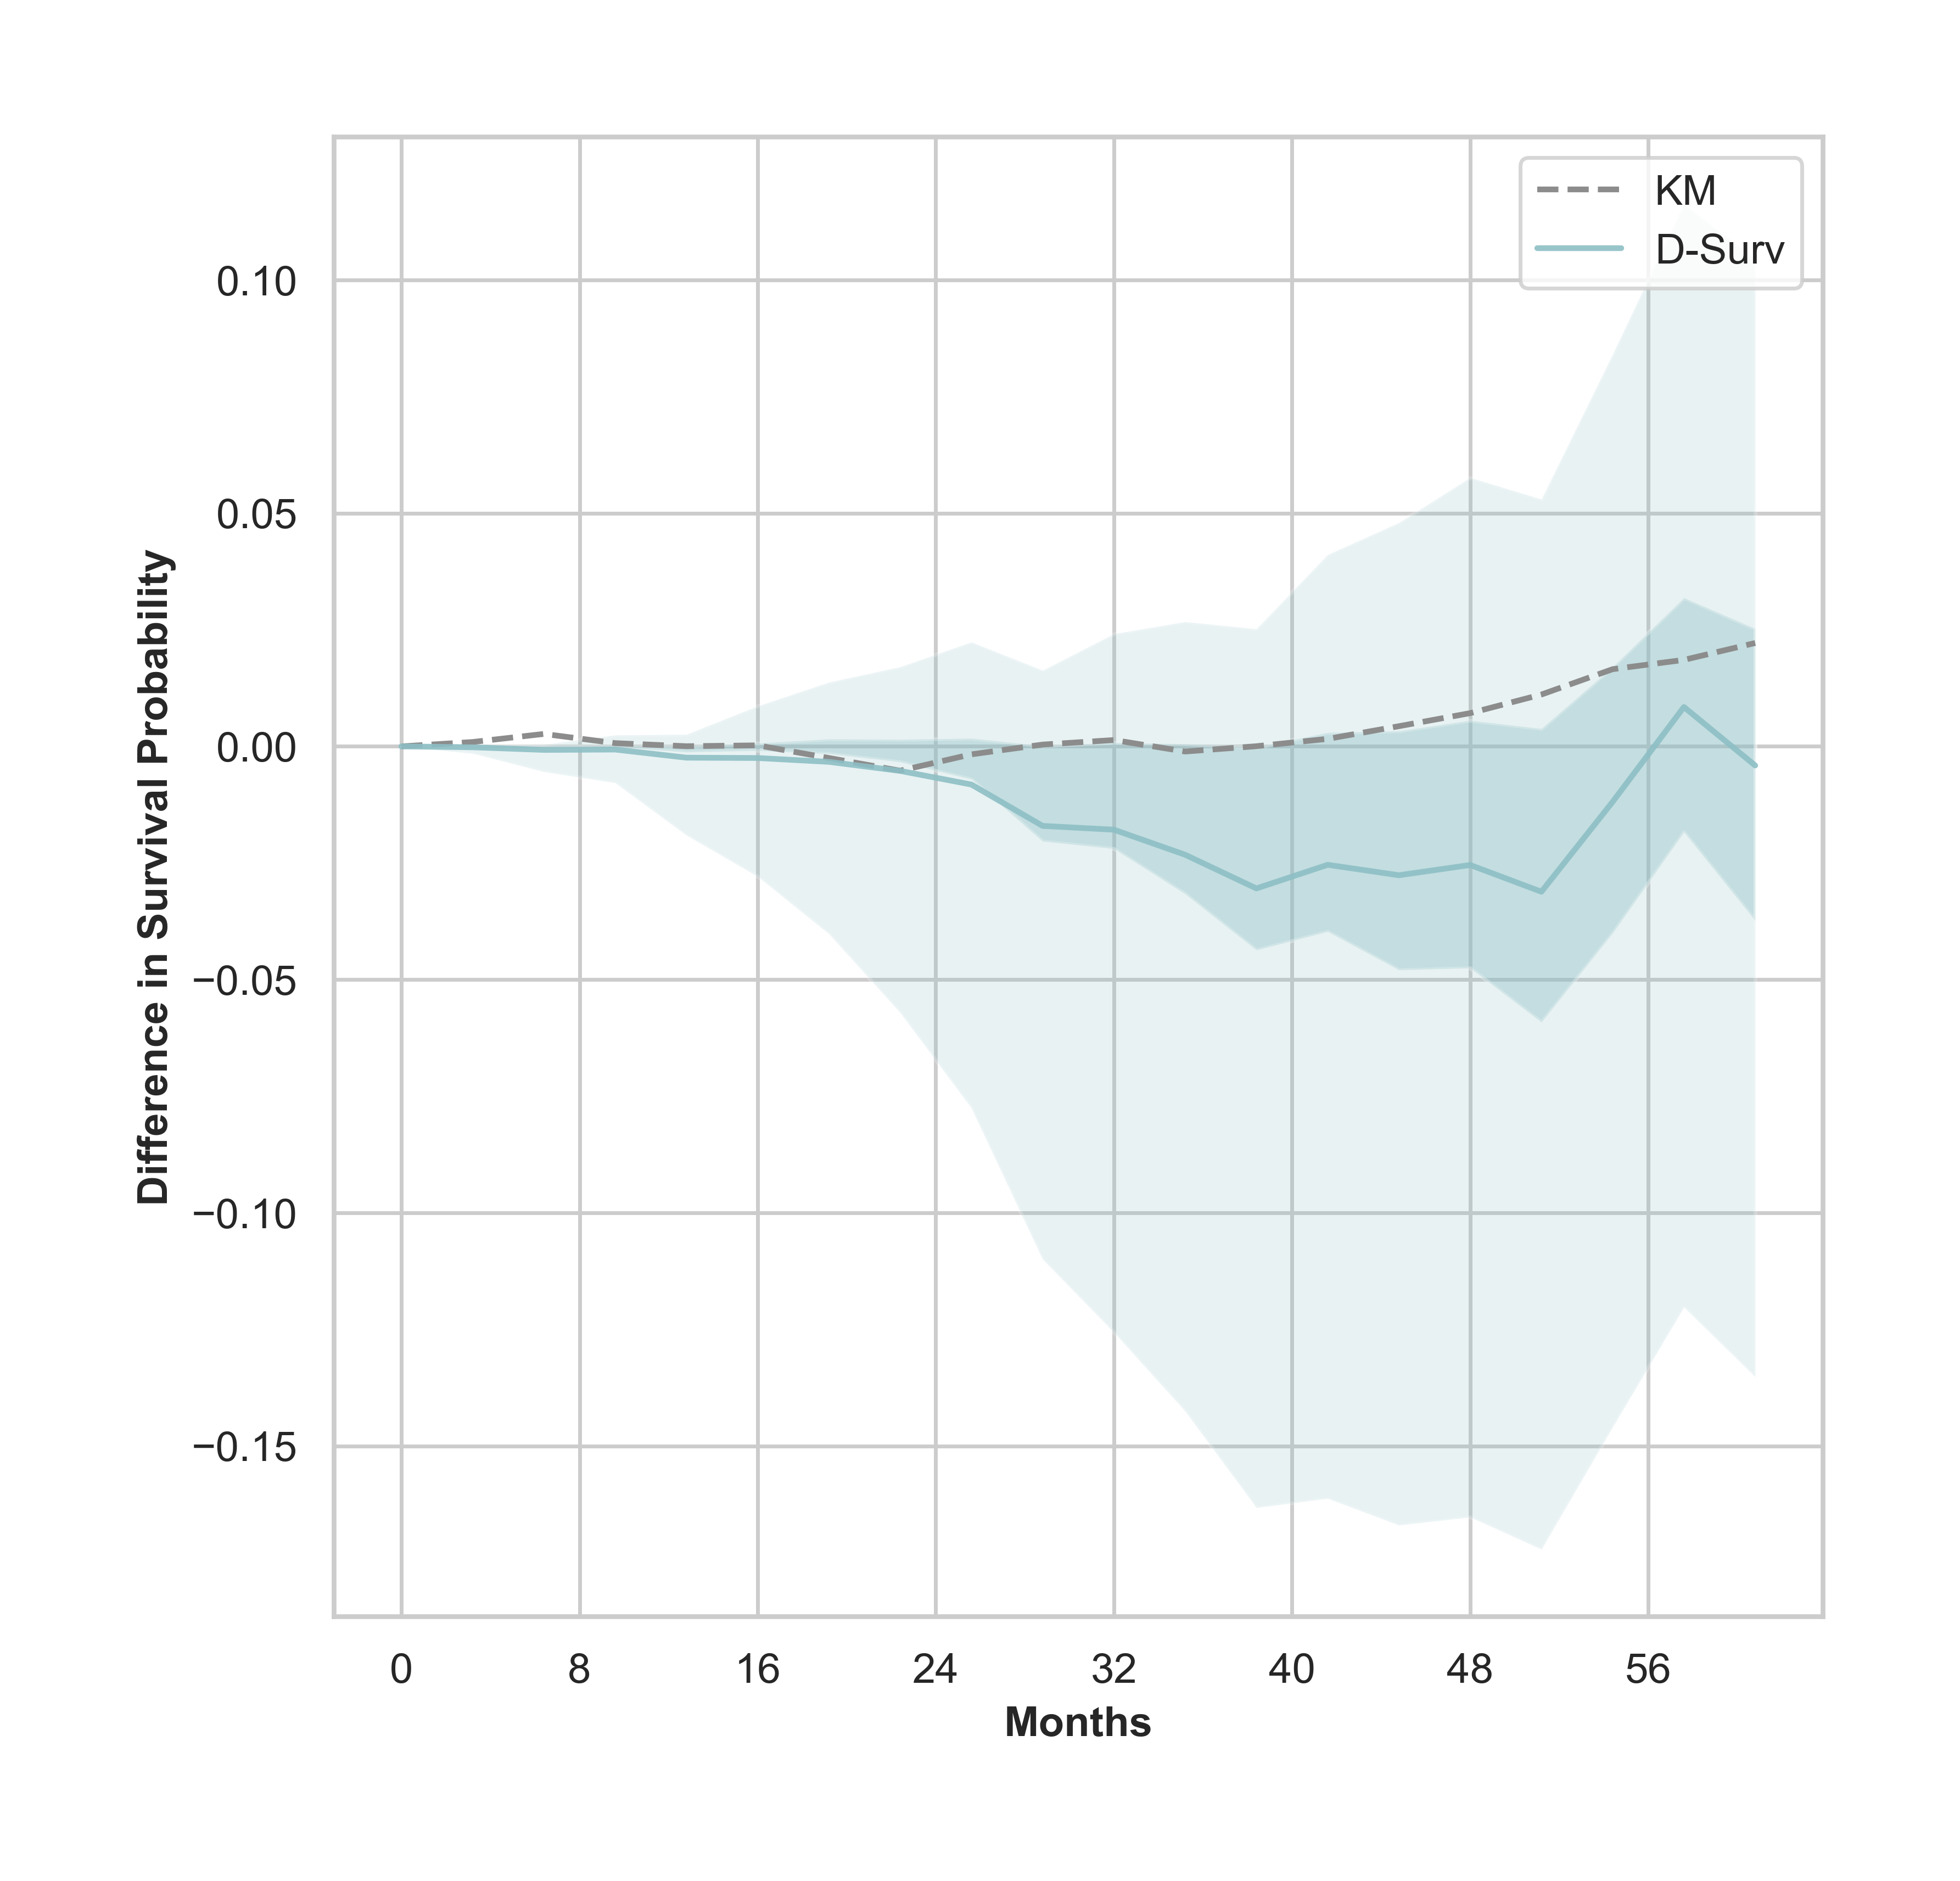 KM
D-Surv
0.10
0.05
0.00
−0.05
−0.10
−0.15
Difference in Survival Probability
0 8 16 24 32 40 48 56
Months